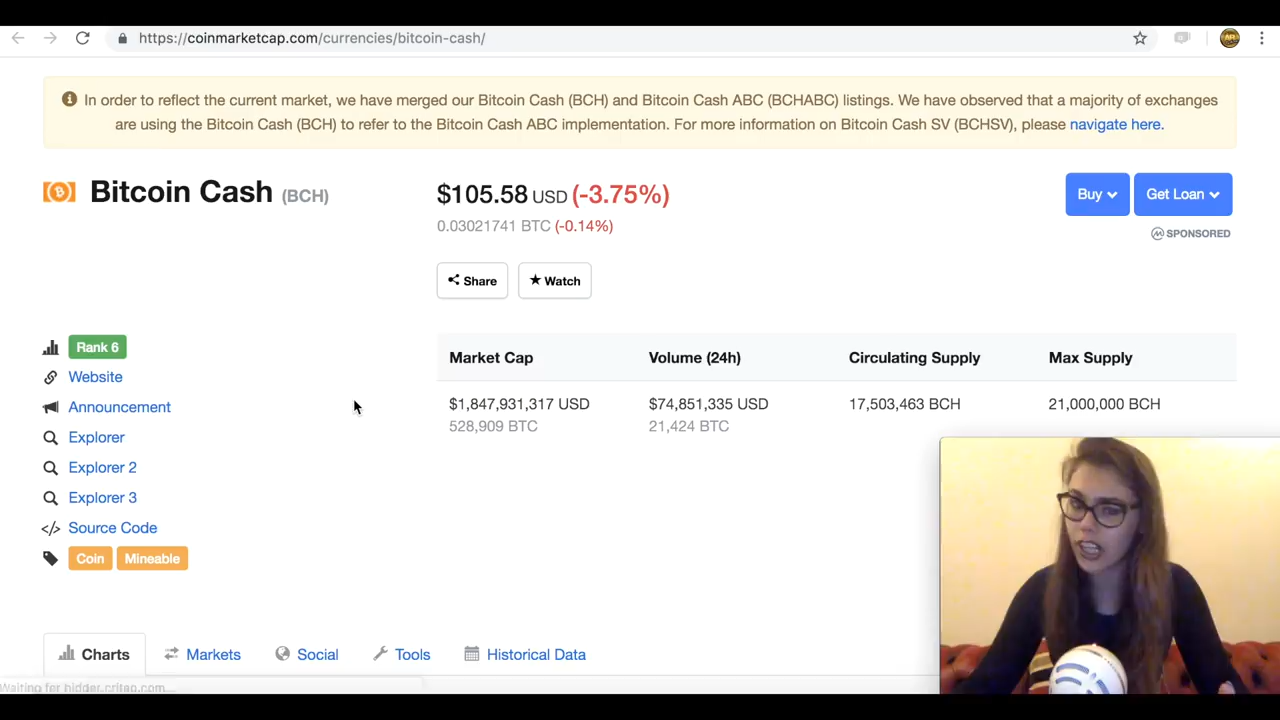 https://coinmarketcap.com/currencies/bitcoin-cash/
In order to reflect the current market, we have merged our Bitcoin Cash (BCH) and Bitcoin Cash ABC (BCHABC) listings. We have observed that a majority of exchanges
are using the Bitcoin Cash (BCH) to refer to the Bitcoin Cash ABC implementation. For more information on Bitcoin Cash SV (BCHSV), please navigate here.
Bitcoin Cash (BCH)
$105.58 USD (-3.75%)
0.03021741 BTC (-0.14%)
Buy
Get Loan
SPONSORED
Share
Watch
Rank 6
Website
Announcement
Explorer
Explorer 2
Explorer 3
Source Code
Coin Mineable
Market Cap Volume (24h) Circulating Supply Max Supply
$1,847,931,317 USD $74,851,335 USD 17,503,463 BCH 21,000,000 BCH
528,909 BTC 21,424 BTC
Charts Markets Social Tools Historical Data
Waiting for bidder.criteo.com...